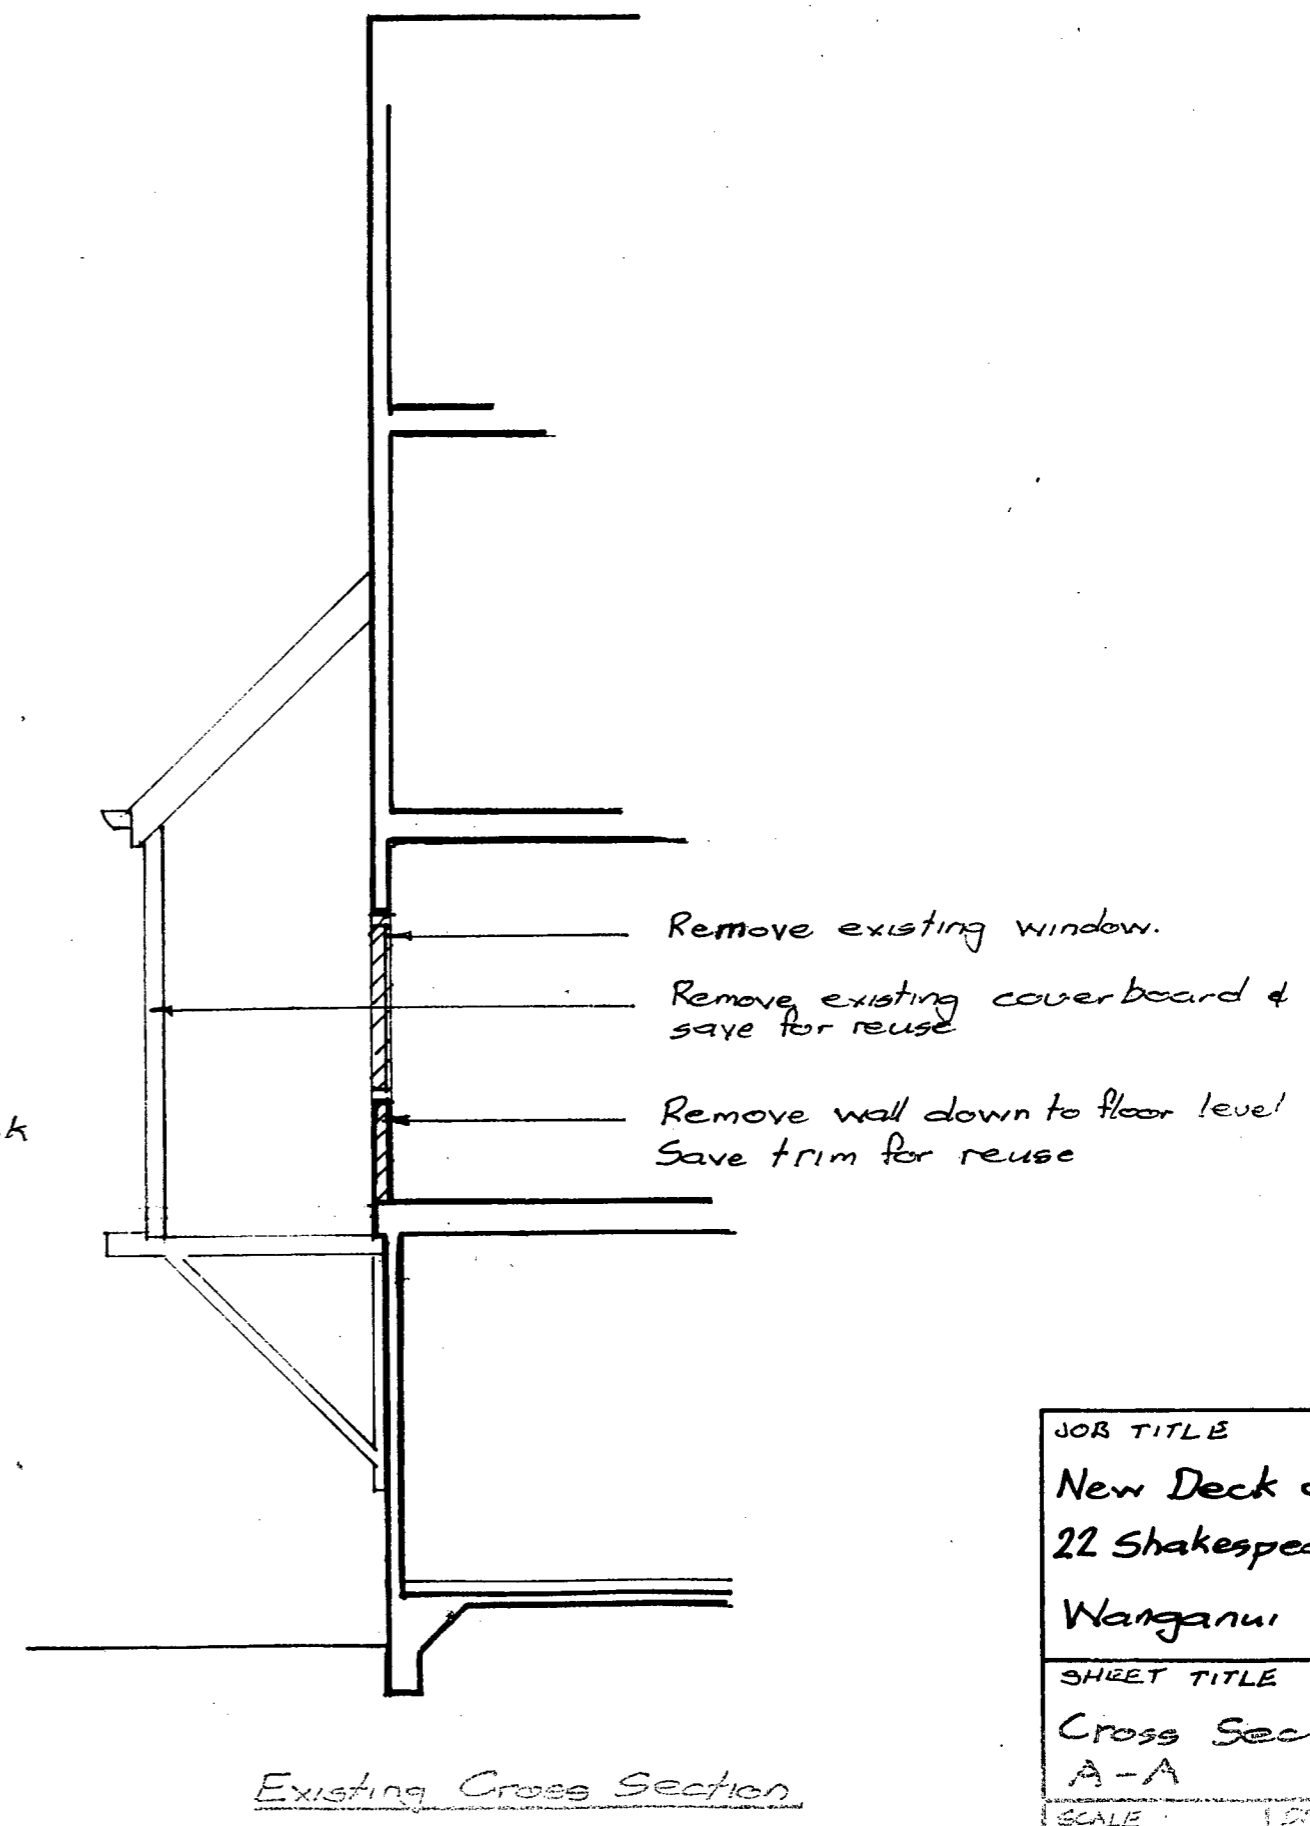 Remove existing window.
Remove existing coverboard &
save for reuse
Remove wall down to floor level
Save trim for reuse
k
JOB TITLE
New Deck
22 Shakespea
Wanganui
SHEET TITLE
Cross Sec
A-A
SCALE
Existing Cross Section